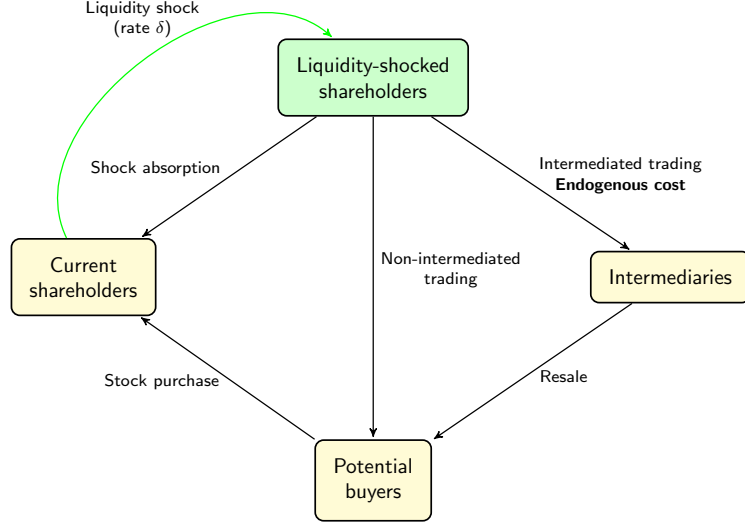 Liquidity shock
(rate δ)
Liquidity-shocked
shareholders
Shock absorption
Intermediated trading
Endogenous cost
Non-intermediated
trading
Current
shareholders
Intermediaries
Stock purchase
Resale
Potential
buyers